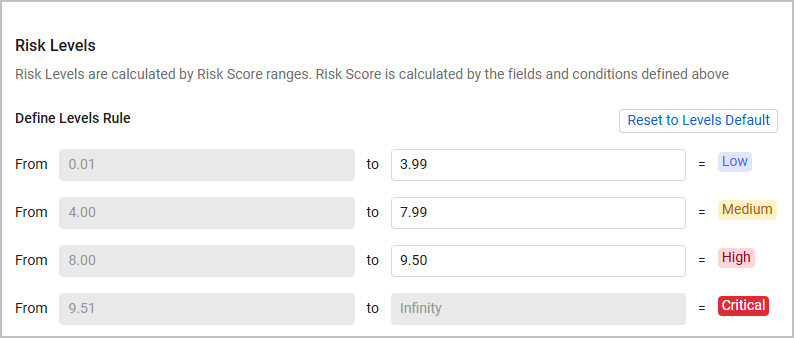 Risk Levels
Risk Levels are calculated by Risk Score ranges. Risk Score is calculated by the fields and conditions defined above
Define Levels Rule
Reset to Levels Default
From 0.01 to 3.99 = Low
From 4.00 to 7.99 = Medium
From 8.00 to 9.50 = High
From 9.51 to Infinity = Critical